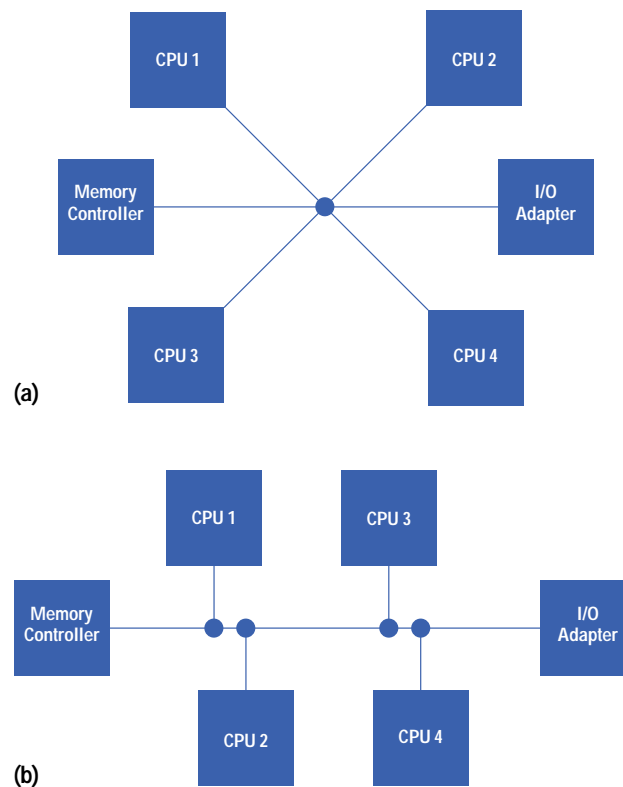 CPU 1
CPU 2
Memory
Controller
I/O
Adapter
CPU 3
CPU 4
(a)
CPU 1
CPU 3
Memory
Controller
I/O
Adapter
CPU 2
CPU 4
(b)